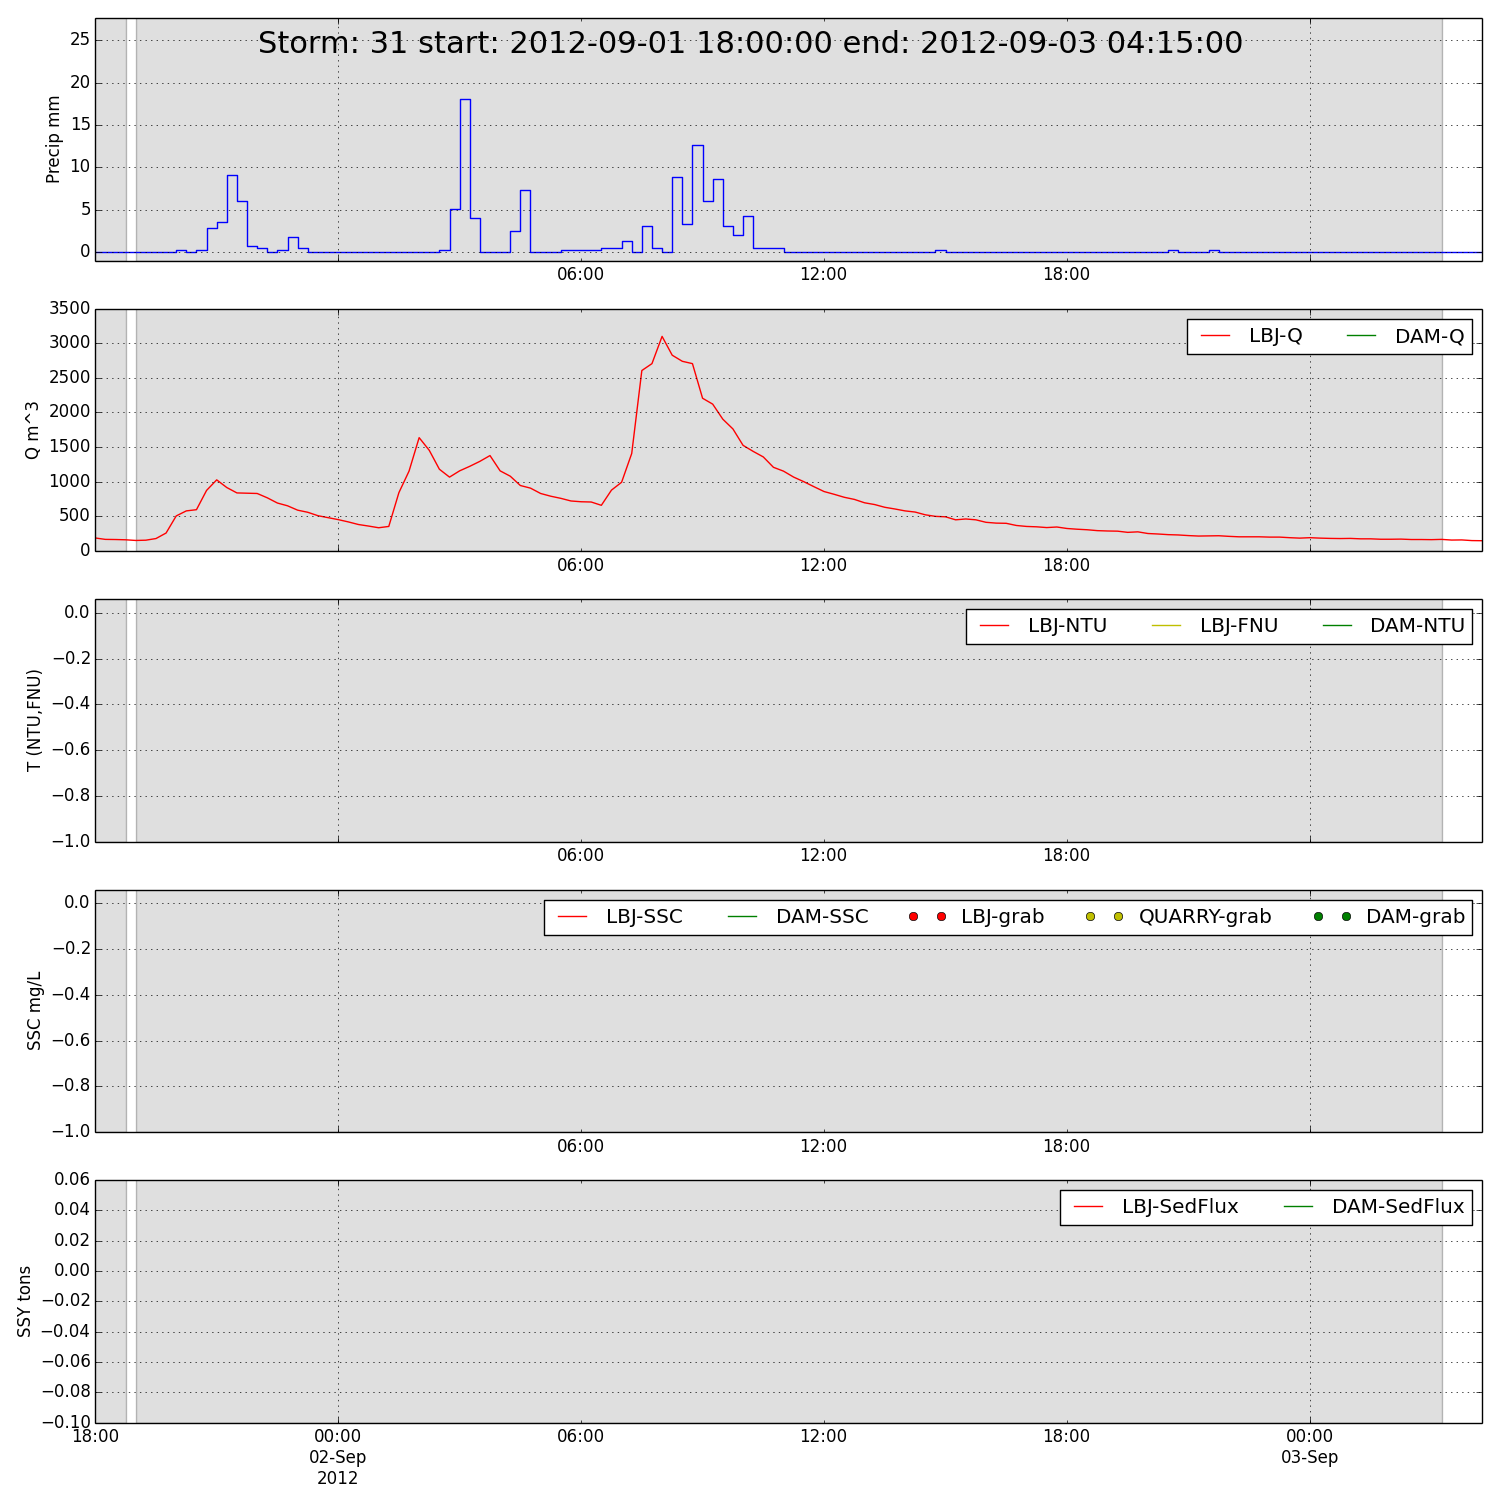 Storm: 31 start: 2012-09-01 18:00:00 end: 2012-09-03 04:15:00
Precip mm
25
20
15
10
5
0
06:00 12:00 18:00
Q m^3
3500
3000
2500
2000
1500
1000
500
0
LBJ-Q DAM-Q
06:00 12:00 18:00
T (NTU,FNU)
0.0
−0.2
−0.4
−0.6
−0.8
−1.0
LBJ-NTU LBJ-FNU DAM-NTU
06:00 12:00 18:00
SSC mg/L
0.0
−0.2
−0.4
−0.6
−0.8
−1.0
LBJ-SSC DAM-SSC LBJ-grab QUARRY-grab DAM-grab
06:00 12:00 18:00
SSY tons
0.06
0.04
0.02
0.00
−0.02
−0.04
−0.06
−0.08
−0.10
LBJ-SedFlux DAM-SedFlux
18:00 00:00 06:00 12:00 18:00 00:00
02-Sep 03-Sep
2012